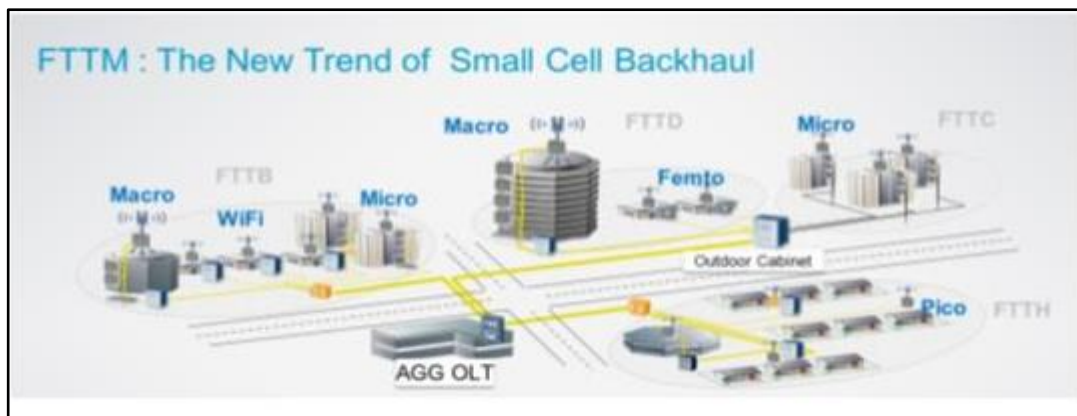 FTTM : The New Trend of Small Cell Backhaul
Macro
FTTD
Micro
FTTC
Macro
FTTB
WiFi
Micro
Femto
Outdoor Cabinet
Pico
FTTH
AGG OLT